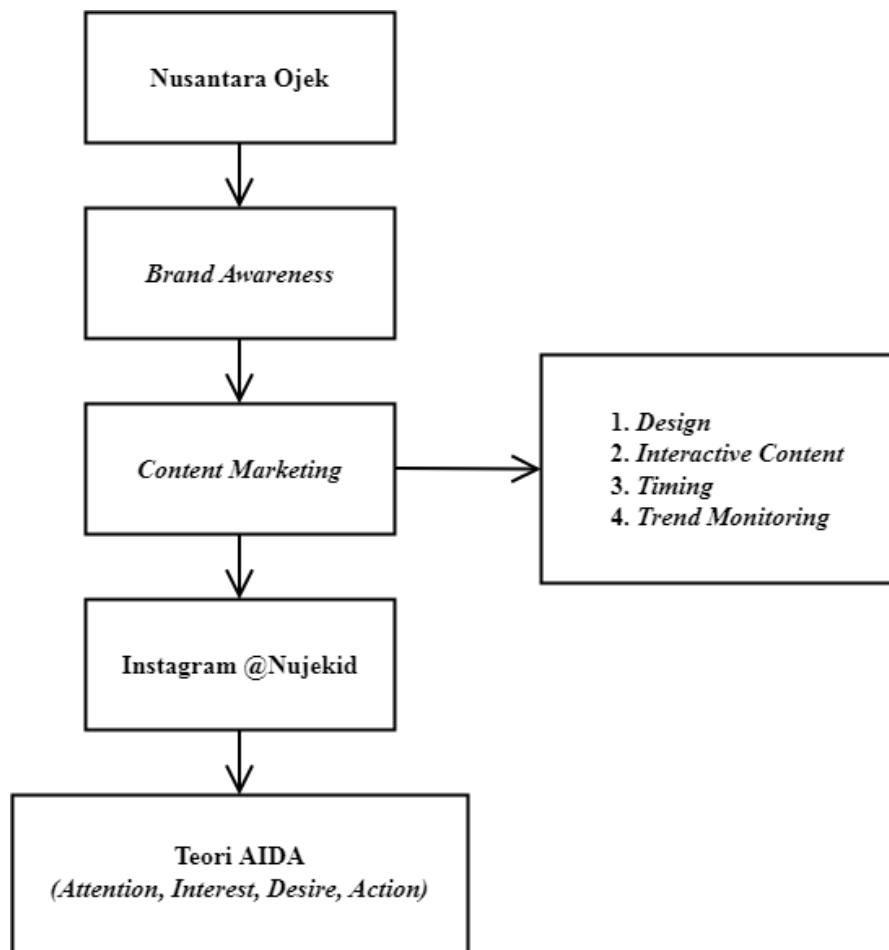 Nusantara Ojek
Brand Awareness
Content Marketing
1. Design
2. Interactive Content
3. Timing
4. Trend Monitoring
Instagram @Nujekid
Teori AIDA
(Attention, Interest, Desire, Action)